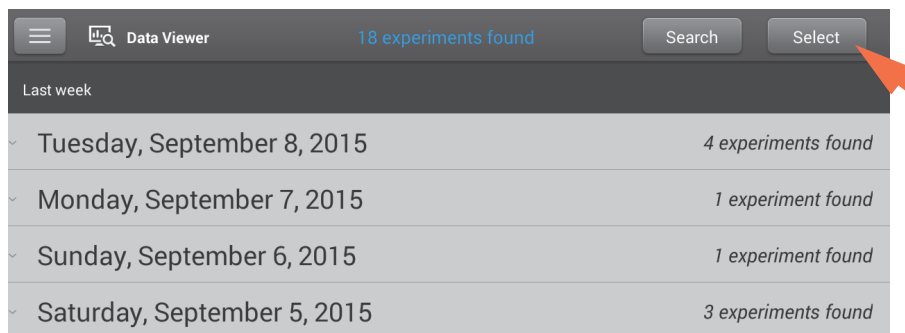 Data Viewer 18 experiments found Search Select
Last week
Tuesday, September 8, 2015 4 experiments found
Monday, September 7, 2015 1 experiment found
Sunday, September 6, 2015 1 experiment found
Saturday, September 5, 2015 3 experiments found